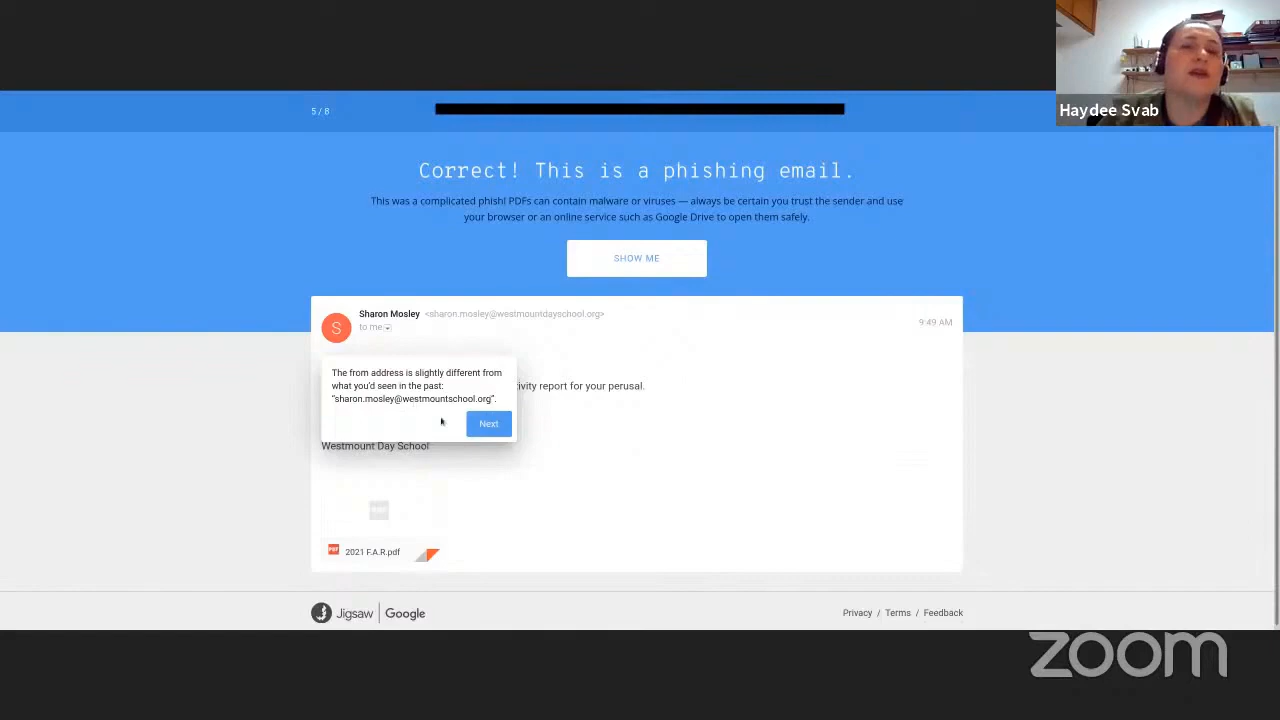 Haydee Svab
5 / 8
Correct! This is a phishing email.
This was a complicated phish! PDFs can contain malware or viruses — always be certain you trust the sender and use
your browser or an online service such as Google Drive to open them safely.
SHOW ME
S
Sharon Mosley <sharon.mosley@westmountdayschool.org>
to me
9:49 AM
The from address is slightly different from
what you'd seen in the past:
"sharon.mosley@westmountschool.org".
Next
tivity report for your perusal.
Westmount Day School
PDF
PDF 2021 F.A.R.pdf
Jigsaw | Google
Privacy / Terms / Feedback
zoom